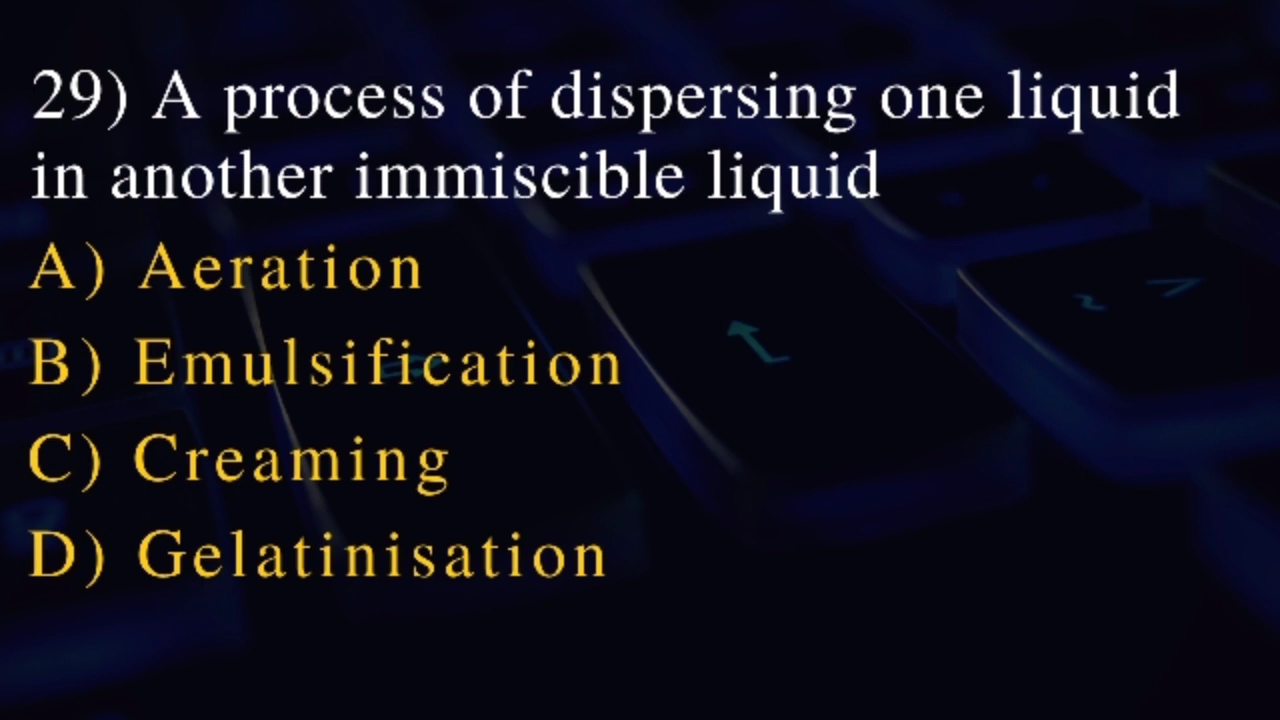 29) A process of dispersing one liquid
in another immiscible liquid
A) Aeration
B) Emulsification
C) Creaming
D) Gelatinisation